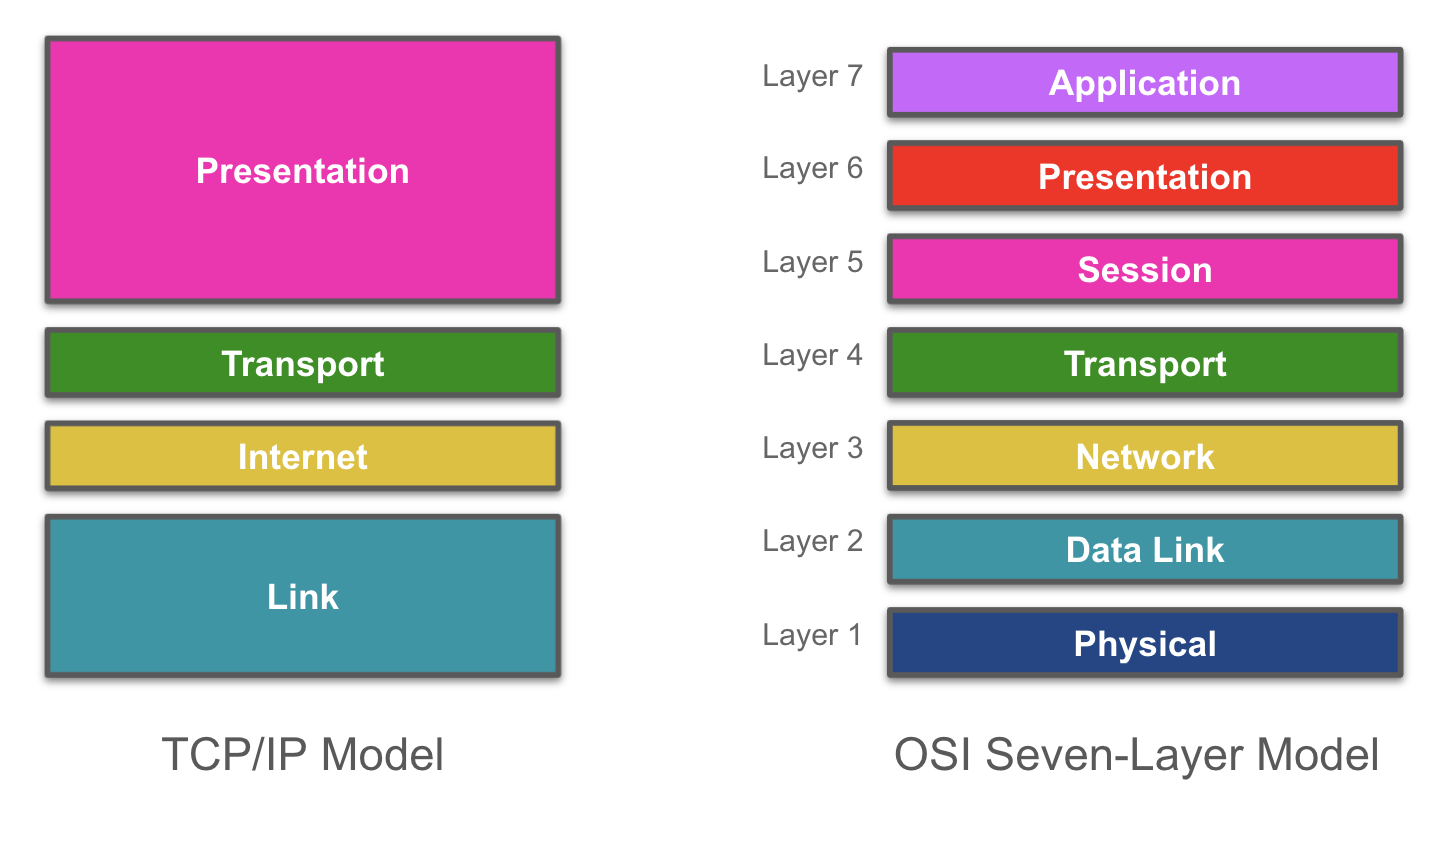 Presentation
Transport
Internet
Link
TCP/IP Model
Layer 7 Application
Layer 6 Presentation
Layer 5 Session
Layer 4 Transport
Layer 3 Network
Layer 2 Data Link
Layer 1 Physical
OSI Seven-Layer Model